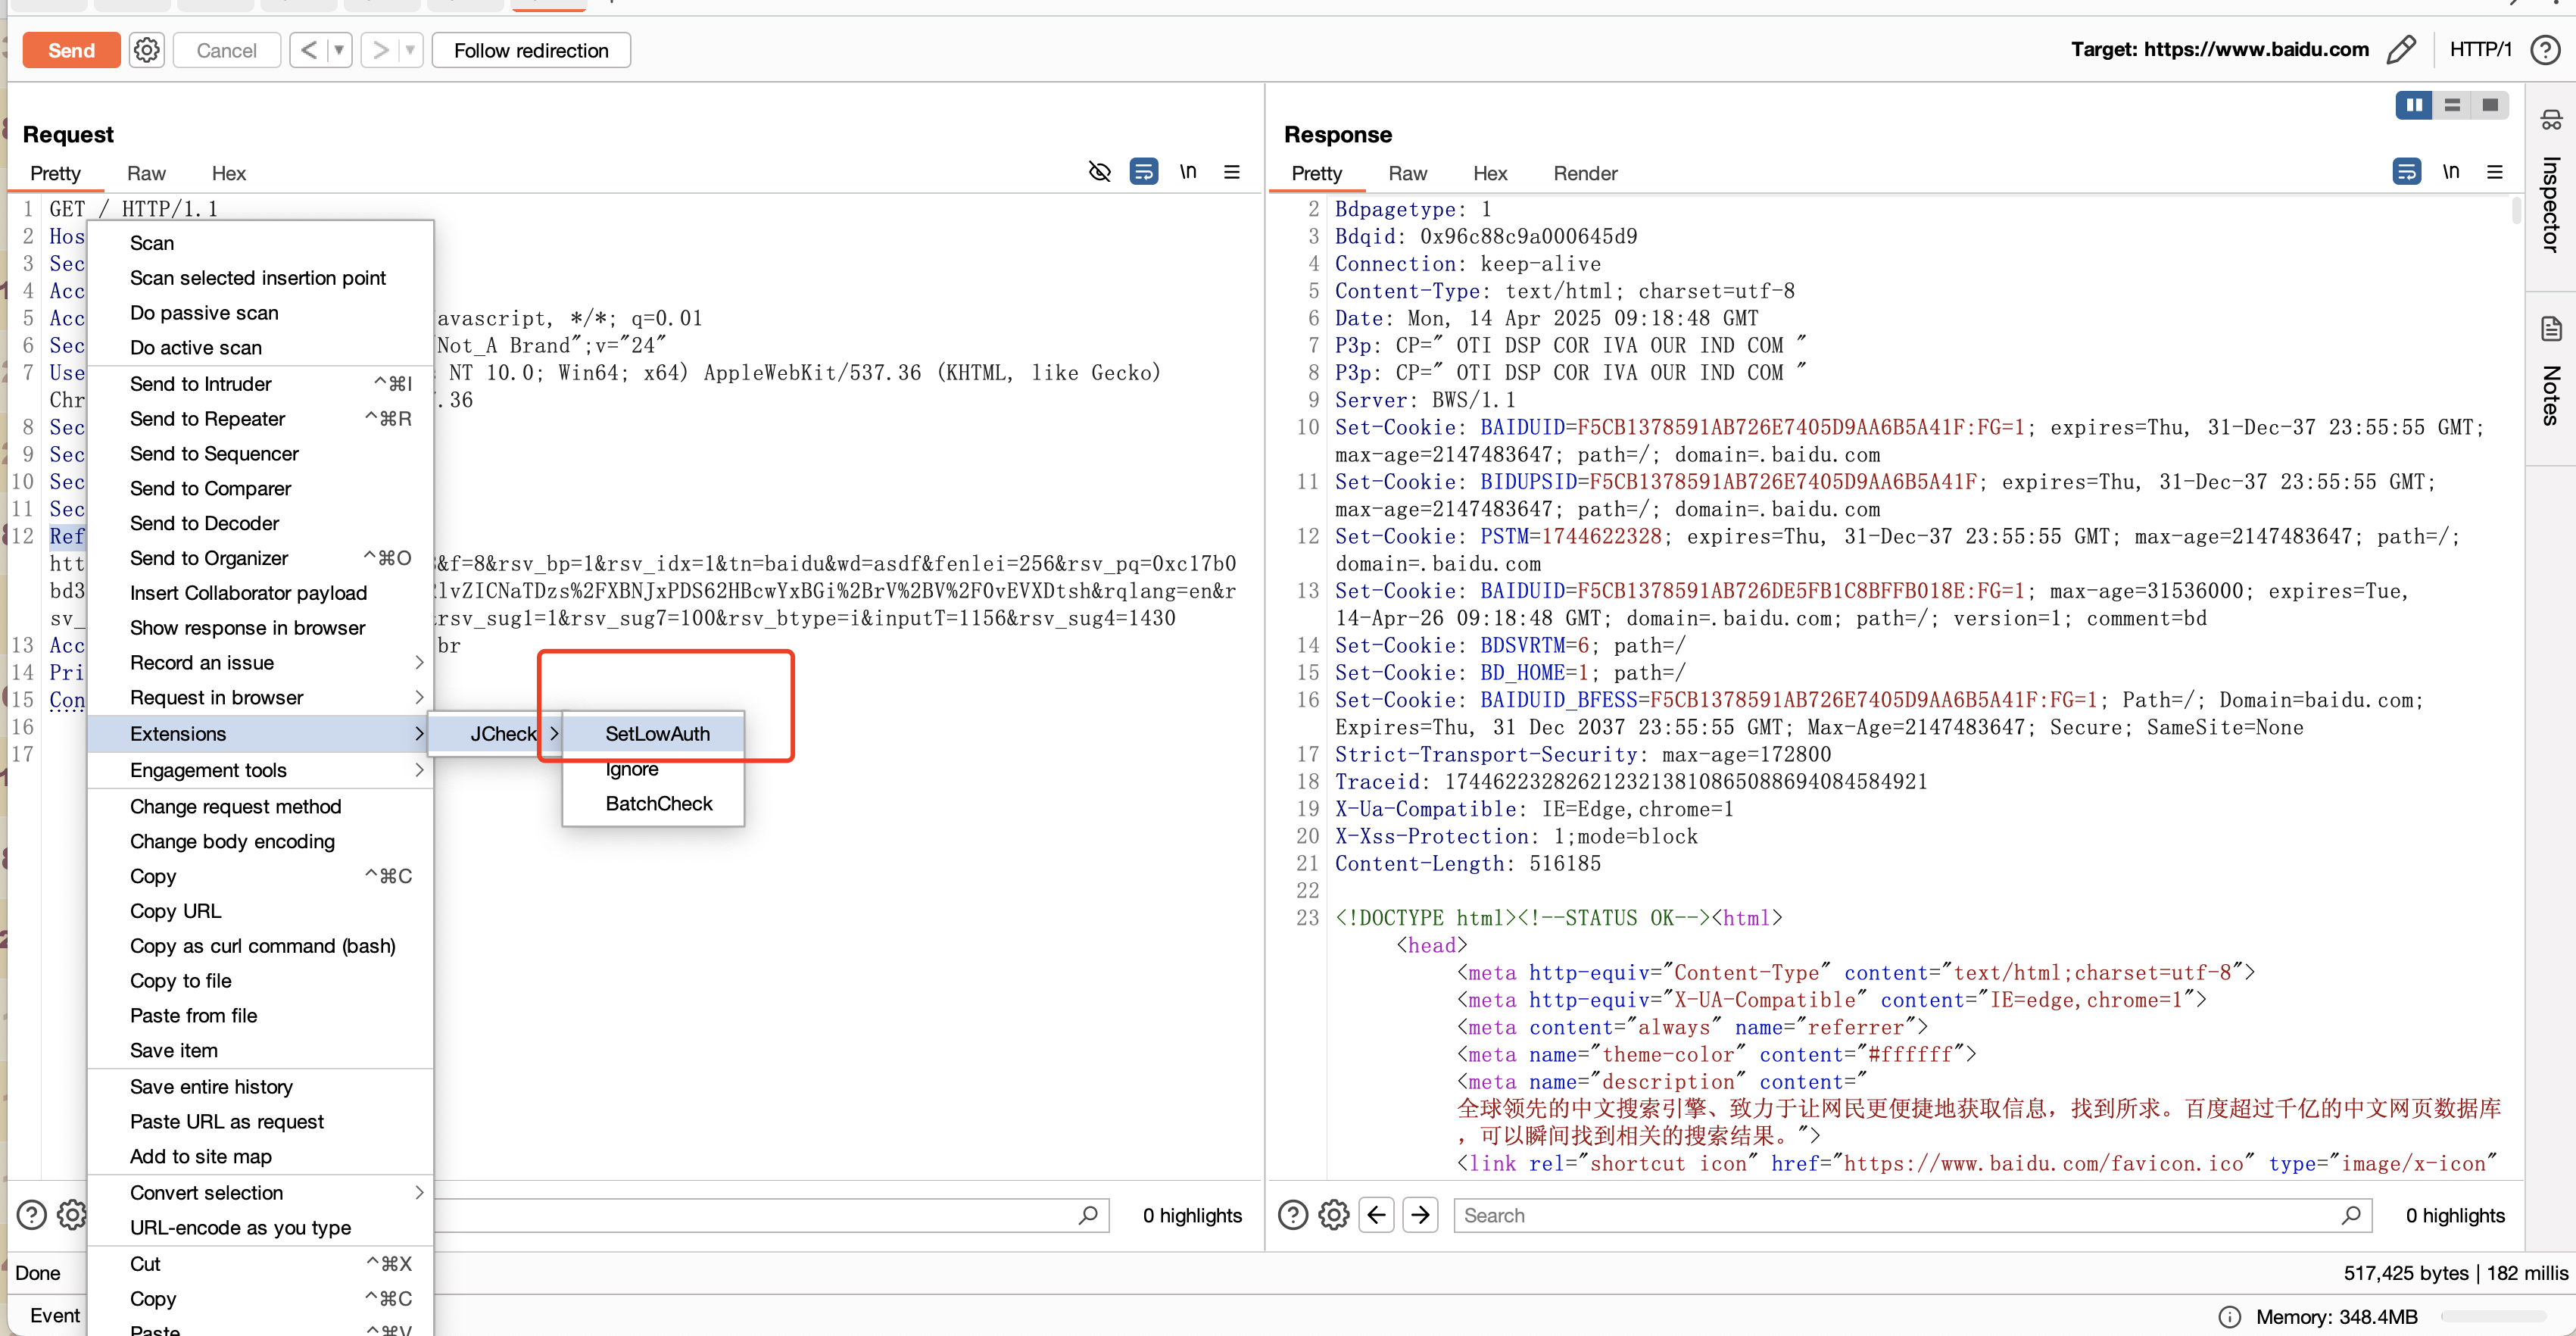 Send
Cancel
Follow redirection
Target: https://www.baidu.com
HTTP/1
Request
Pretty Raw Hex
\n
1 GET / HTTP/1.1
2 Hos
3 Sec
4 Acc
5 Acc avascript, */*; q=0.01
6 Sec Not_A Brand";v="24"
7 Use NT 10.0; Win64; x64) AppleWebKit/537.36 (KHTML, like Gecko)
Chr .36
8 Sec
9 Sec
10 Sec
11 Sec
12 Ref
htt &f=8&rsv_bp=1&rsv_idx=1&tn=baidu&wd=asdf&fenlei=256&rsv_pq=0xc17b0
bd3 lvZICNaTDzs%2FXBNJxPDS62HBcwYxBGi%2BrV%2BV%2F0vEVXDtsh&rqlang=en&r
sv_ rsv_sug1=1&rsv_sug7=100&rsv_btype=i&inputT=1156&rsv_sug4=1430
13 Acc br
14 Pri
15 Con
16
17
Scan
Scan selected insertion point
Do passive scan
Do active scan
Send to Intruder ^⌘I
Send to Repeater ^⌘R
Send to Sequencer
Send to Comparer
Send to Decoder
Send to Organizer ^⌘O
Insert Collaborator payload
Show response in browser
Record an issue
Request in browser
Extensions
Engagement tools
Change request method
Change body encoding
Copy ^⌘C
Copy URL
Copy as curl command (bash)
Copy to file
Paste from file
Save item
Save entire history
Paste URL as request
Add to site map
Convert selection
URL-encode as you type
Cut ^⌘X
Copy ^⌘C
Paste ^⌘V
JCheck
SetLowAuth
Ignore
BatchCheck
0 highlights
Done
Event
Response
Pretty Raw Hex Render
\n
2 Bdpagetype: 1
3 Bdqid: 0x96c88c9a000645d9
4 Connection: keep-alive
5 Content-Type: text/html; charset=utf-8
6 Date: Mon, 14 Apr 2025 09:18:48 GMT
7 P3p: CP=" OTI DSP COR IVA OUR IND COM "
8 P3p: CP=" OTI DSP COR IVA OUR IND COM "
9 Server: BWS/1.1
10 Set-Cookie: BAIDUID=F5CB1378591AB726E7405D9AA6B5A41F:FG=1; expires=Thu, 31-Dec-37 23:55:55 GMT;
max-age=2147483647; path=/; domain=.baidu.com
11 Set-Cookie: BIDUPSID=F5CB1378591AB726E7405D9AA6B5A41F; expires=Thu, 31-Dec-37 23:55:55 GMT;
max-age=2147483647; path=/; domain=.baidu.com
12 Set-Cookie: PSTM=1744622328; expires=Thu, 31-Dec-37 23:55:55 GMT; max-age=2147483647; path=/;
domain=.baidu.com
13 Set-Cookie: BAIDUID=F5CB1378591AB726DE5FB1C8BFFB018E:FG=1; max-age=31536000; expires=Tue,
14-Apr-26 09:18:48 GMT; domain=.baidu.com; path=/; version=1; comment=bd
14 Set-Cookie: BDSVRTM=6; path=/
15 Set-Cookie: BD_HOME=1; path=/
16 Set-Cookie: BAIDUID_BFESS=F5CB1378591AB726E7405D9AA6B5A41F:FG=1; Path=/; Domain=baidu.com;
Expires=Thu, 31 Dec 2037 23:55:55 GMT; Max-Age=2147483647; Secure; SameSite=None
17 Strict-Transport-Security: max-age=172800
18 Traceid: 1744622328262123213810865088694084584921
19 X-Ua-Compatible: IE=Edge,chrome=1
20 X-Xss-Protection: 1;mode=block
21 Content-Length: 516185
22
23 <!DOCTYPE html><!--STATUS OK--><html>
<head>
<meta http-equiv="Content-Type" content="text/html;charset=utf-8">
<meta http-equiv="X-UA-Compatible" content="IE=edge,chrome=1">
<meta content="always" name="referrer">
<meta name="theme-color" content="#ffffff">
<meta name="description" content="
全球领先的中文搜索引擎、致力于让网民更便捷地获取信息，找到所求。百度超过千亿的中文网页数据库
，可以瞬间找到相关的搜索结果。">
<link rel="shortcut icon" href="https://www.baidu.com/favicon.ico" type="image/x-icon"
Search
0 highlights
517,425 bytes | 182 millis
Memory: 348.4MB
Inspector
Notes